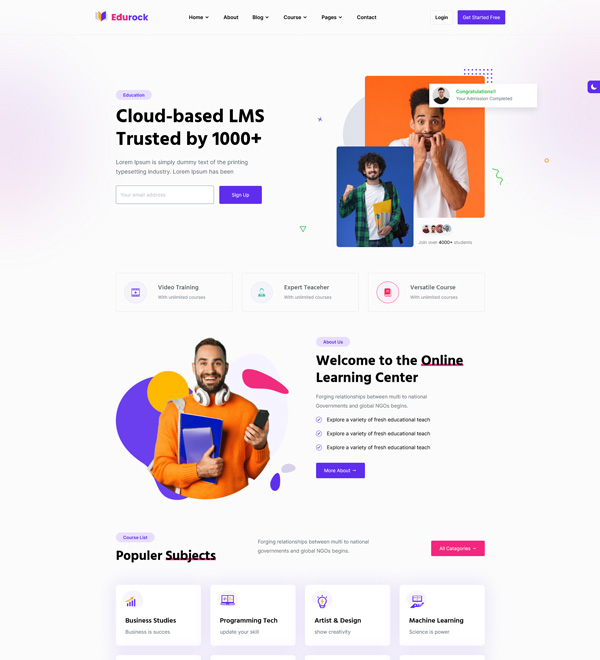 Edurock
Home
About
Blog
Course
Pages
Contact
Login
Get Started Free
Education
Cloud-based LMS
Trusted by 1000+
Lorem Ipsum is simply dummy text of the printing
typesetting industry. Lorem Ipsum has been
Your email address
Sign Up
Congratulations!!
Your Admission Completed
Join over 4000+ students
Video Training
With unlimited courses
Expert Teaceher
With unlimited courses
Versatile Course
With unlimited courses
About Us
Welcome to the Online
Learning Center
Forging relationships between multi to national
Governments and global NGOs begins.
Explore a variety of fresh educational teach
Explore a variety of fresh educational teach
Explore a variety of fresh educational teach
More About →
Course List
Populer Subjects
Forging relationships between multi to national
governments and global NGOs begins.
All Catagories →
Business Studies
Business is succes
Programming Tech
update your skill
Artist & Design
show creativity
Machine Learning
Science is power